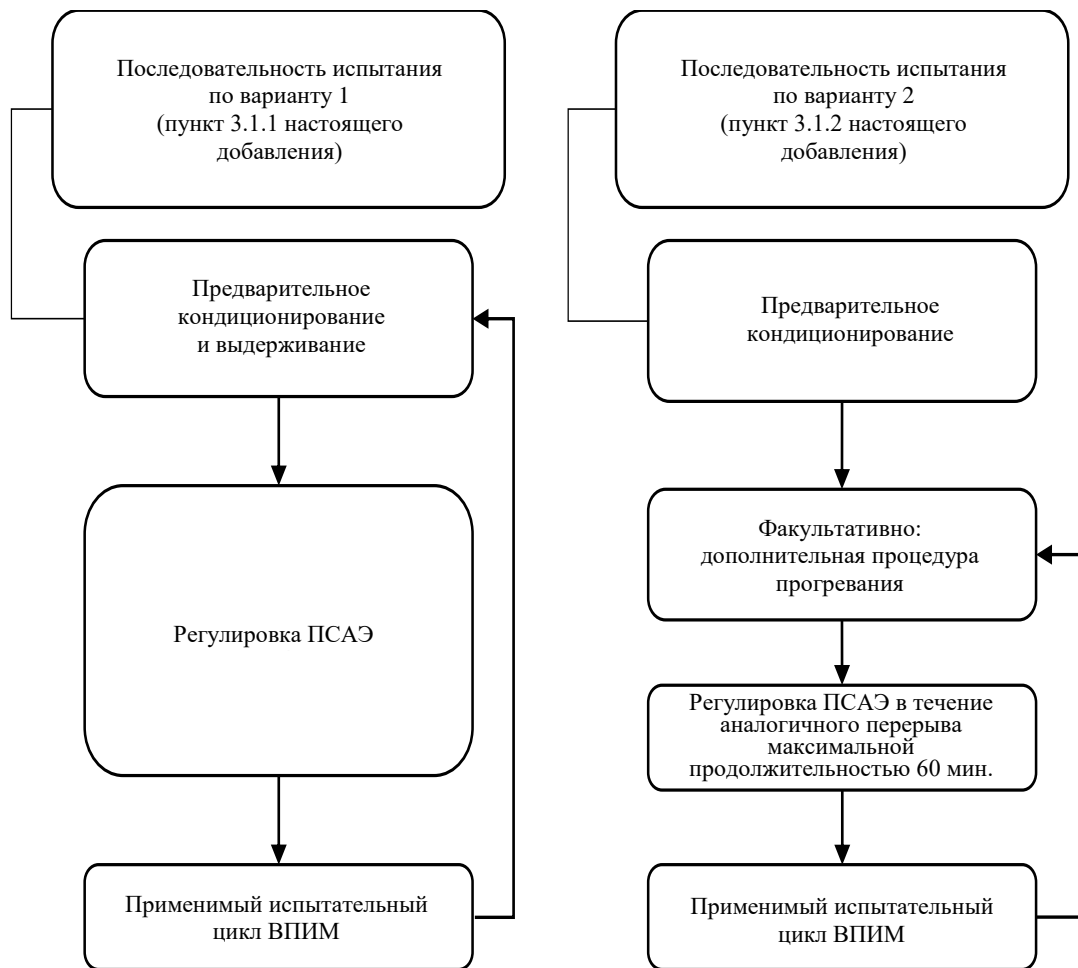 Последовательность испытания
по варианту 1
(пункт 3.1.1 настоящего
добавления)
Предварительное
кондиционирование
и выдерживание
Регулировка ПСАЭ
Применимый испытательный
цикл ВПИМ
Последовательность испытания
по варианту 2
(пункт 3.1.2 настоящего
добавления)
Предварительное
кондиционирование
Факультативно:
дополнительная процедура
прогревания
Регулировка ПСАЭ в течение
аналогичного перерыва
максимальной
продолжительностью 60 мин.
Применимый испытательный
цикл ВПИМ